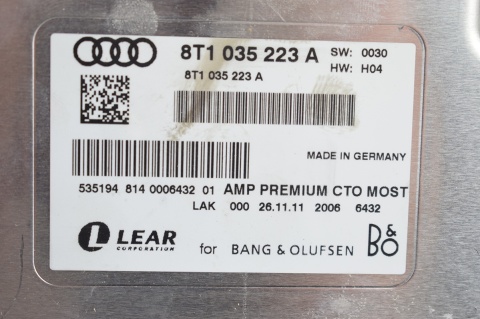 8T1 035 223 A SW: 0030
8T1 035 223 A HW: H04
MADE IN GERMANY
535194 814 0006432 01 AMP PREMIUM CTO MOST
LAK 000 26.11.11 2006 6432
L LEAR CORPORATION for BANG & OLUFSEN B&O